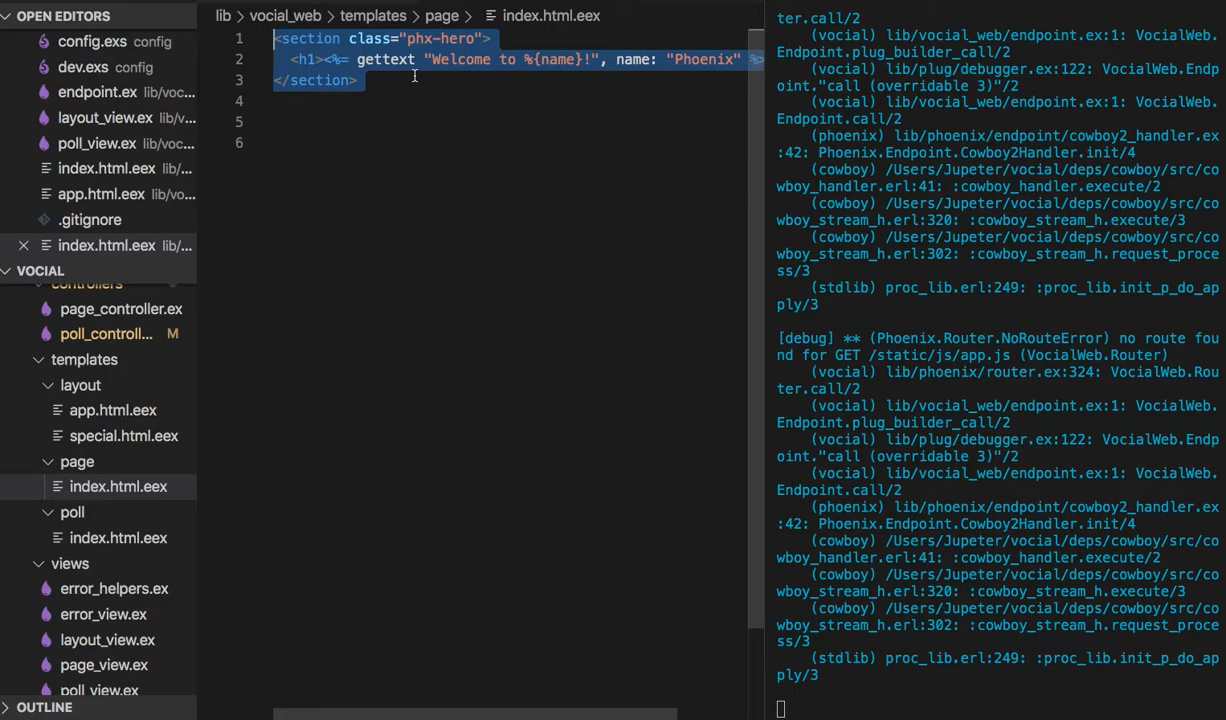 OPEN EDITORS
config.exs config
dev.exs config
endpoint.ex lib/voc...
layout_view.ex lib/v...
poll_view.ex lib/voc...
index.html.eex lib/...
app.html.eex lib/vo...
.gitignore
index.html.eex lib/...
VOCIAL
controllers
page_controller.ex
poll_controll... M
templates
layout
app.html.eex
special.html.eex
page
index.html.eex
poll
index.html.eex
views
error_helpers.ex
error_view.ex
layout_view.ex
page_view.ex
poll_view.ex
OUTLINE
lib > vocial_web > templates > page > index.html.eex
1 <section class="phx-hero">
2 <h1><%= gettext "Welcome to %{name}!", name: "Phoenix" %>
3 </section>
4
5
6
ter.call/2
(vocial) lib/vocial_web/endpoint.ex:1: VocialWeb.
Endpoint.plug_builder_call/2
(vocial) lib/plug/debugger.ex:122: VocialWeb.Endp
oint."call (overridable 3)"/2
(vocial) lib/vocial_web/endpoint.ex:1: VocialWeb.
Endpoint.call/2
(phoenix) lib/phoenix/endpoint/cowboy2_handler.ex
:42: Phoenix.Endpoint.Cowboy2Handler.init/4
(cowboy) /Users/Jupeter/vocial/deps/cowboy/src/co
wboy_handler.erl:41: :cowboy_handler.execute/2
(cowboy) /Users/Jupeter/vocial/deps/cowboy/src/co
wboy_stream_h.erl:320: :cowboy_stream_h.execute/3
(cowboy) /Users/Jupeter/vocial/deps/cowboy/src/co
wboy_stream_h.erl:302: :cowboy_stream_h.request_proce
ss/3
(stdlib) proc_lib.erl:249: :proc_lib.init_p_do_ap
ply/3
[debug] ** (Phoenix.Router.NoRouteError) no route fou
nd for GET /static/js/app.js (VocialWeb.Router)
(vocial) lib/phoenix/router.ex:324: VocialWeb.Rou
ter.call/2
(vocial) lib/vocial_web/endpoint.ex:1: VocialWeb.
Endpoint.plug_builder_call/2
(vocial) lib/plug/debugger.ex:122: VocialWeb.Endp
oint."call (overridable 3)"/2
(vocial) lib/vocial_web/endpoint.ex:1: VocialWeb.
Endpoint.call/2
(phoenix) lib/phoenix/endpoint/cowboy2_handler.ex
:42: Phoenix.Endpoint.Cowboy2Handler.init/4
(cowboy) /Users/Jupeter/vocial/deps/cowboy/src/co
wboy_handler.erl:41: :cowboy_handler.execute/2
(cowboy) /Users/Jupeter/vocial/deps/cowboy/src/co
wboy_stream_h.erl:320: :cowboy_stream_h.execute/3
(cowboy) /Users/Jupeter/vocial/deps/cowboy/src/co
wboy_stream_h.erl:302: :cowboy_stream_h.request_proce
ss/3
(stdlib) proc_lib.erl:249: :proc_lib.init_p_do_ap
ply/3